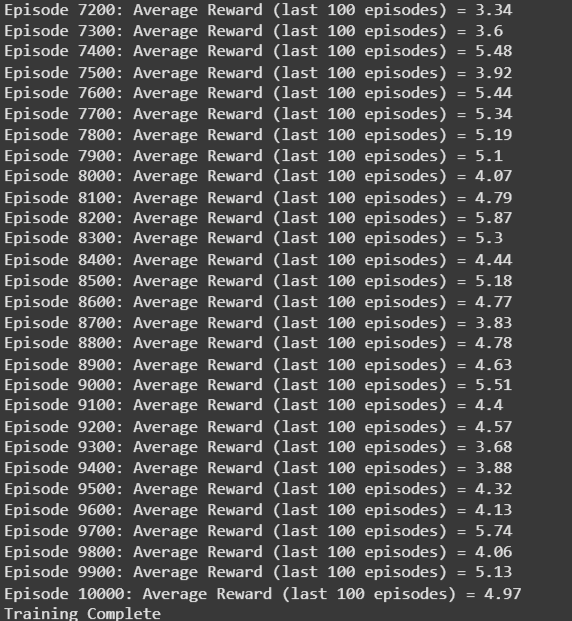 Episode 7200: Average Reward (last 100 episodes) = 3.34
Episode 7300: Average Reward (last 100 episodes) = 3.6
Episode 7400: Average Reward (last 100 episodes) = 5.48
Episode 7500: Average Reward (last 100 episodes) = 3.92
Episode 7600: Average Reward (last 100 episodes) = 5.44
Episode 7700: Average Reward (last 100 episodes) = 5.34
Episode 7800: Average Reward (last 100 episodes) = 5.19
Episode 7900: Average Reward (last 100 episodes) = 5.1
Episode 8000: Average Reward (last 100 episodes) = 4.07
Episode 8100: Average Reward (last 100 episodes) = 4.79
Episode 8200: Average Reward (last 100 episodes) = 5.87
Episode 8300: Average Reward (last 100 episodes) = 5.3
Episode 8400: Average Reward (last 100 episodes) = 4.44
Episode 8500: Average Reward (last 100 episodes) = 5.18
Episode 8600: Average Reward (last 100 episodes) = 4.77
Episode 8700: Average Reward (last 100 episodes) = 3.83
Episode 8800: Average Reward (last 100 episodes) = 4.78
Episode 8900: Average Reward (last 100 episodes) = 4.63
Episode 9000: Average Reward (last 100 episodes) = 5.51
Episode 9100: Average Reward (last 100 episodes) = 4.4
Episode 9200: Average Reward (last 100 episodes) = 4.57
Episode 9300: Average Reward (last 100 episodes) = 3.68
Episode 9400: Average Reward (last 100 episodes) = 3.88
Episode 9500: Average Reward (last 100 episodes) = 4.32
Episode 9600: Average Reward (last 100 episodes) = 4.13
Episode 9700: Average Reward (last 100 episodes) = 5.74
Episode 9800: Average Reward (last 100 episodes) = 4.06
Episode 9900: Average Reward (last 100 episodes) = 5.13
Episode 10000: Average Reward (last 100 episodes) = 4.97
Training Complete